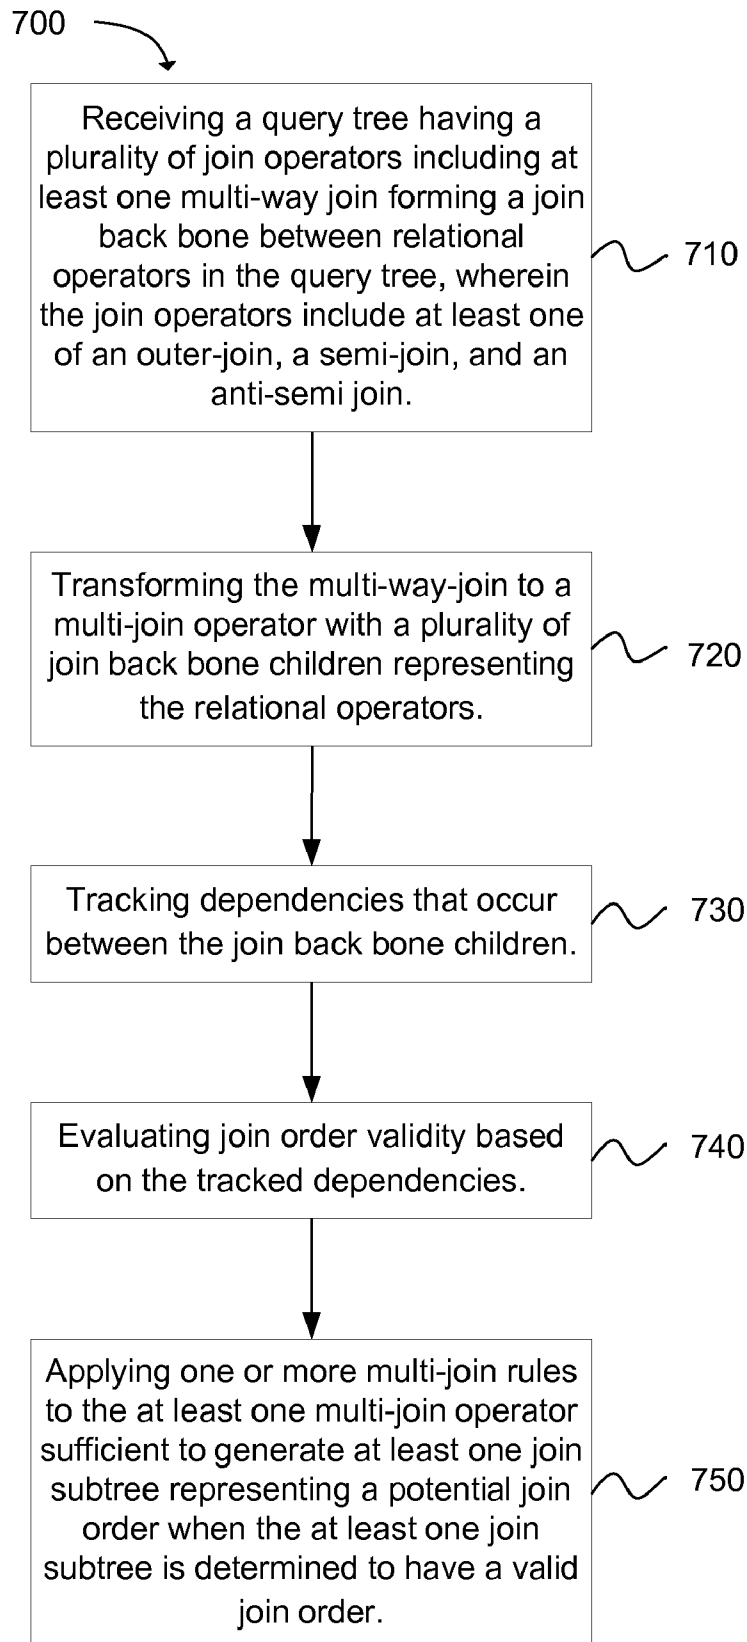 700
Receiving a query tree having a
plurality of join operators including at
least one multi-way join forming a join
back bone between relational
operators in the query tree, wherein
the join operators include at least one
of an outer-join, a semi-join, and an
anti-semi join.
710
Transforming the multi-way-join to a
multi-join operator with a plurality of
join back bone children representing
the relational operators.
720
Tracking dependencies that occur
between the join back bone children.
730
Evaluating join order validity based
on the tracked dependencies.
740
Applying one or more multi-join rules
to the at least one multi-join operator
sufficient to generate at least one join
subtree representing a potential join
order when the at least one join
subtree is determined to have a valid
join order.
750